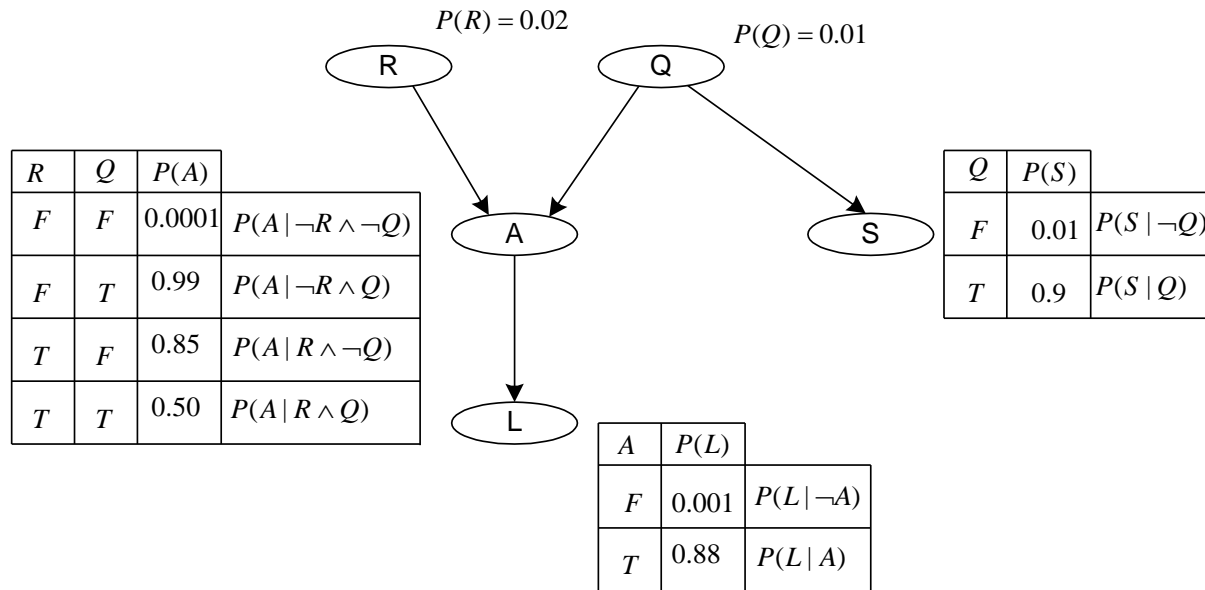 P(R) = 0.02
P(Q) = 0.01
R
Q
R Q P(A)
F F 0.0001 P(A | ¬R ∧ ¬Q)
F T 0.99 P(A | ¬R ∧ Q)
T F 0.85 P(A | R ∧ ¬Q)
T T 0.50 P(A | R ∧ Q)
A
S
Q P(S)
F 0.01 P(S | ¬Q)
T 0.9 P(S | Q)
L
A P(L)
F 0.001 P(L | ¬A)
T 0.88 P(L | A)